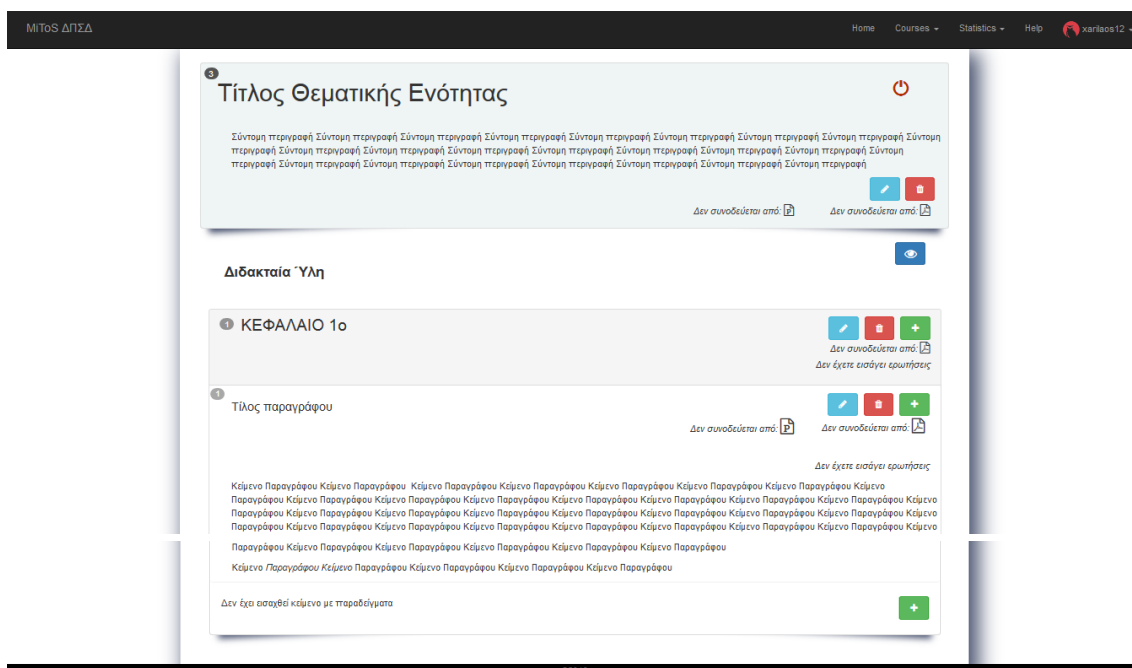 MiToS ΔΠΣΔ
Home Courses Statistics Help xarilaos12
3
Τίτλος Θεματικής Ενότητας
Σύντομη περιγραφή Σύντομη περιγραφή Σύντομη περιγραφή Σύντομη περιγραφή Σύντομη περιγραφή Σύντομη περιγραφή Σύντομη περιγραφή Σύντομη περιγραφή Σύντομη
περιγραφή Σύντομη περιγραφή Σύντομη περιγραφή Σύντομη περιγραφή Σύντομη περιγραφή Σύντομη περιγραφή Σύντομη περιγραφή Σύντομη περιγραφή Σύντομη
περιγραφή Σύντομη περιγραφή Σύντομη περιγραφή Σύντομη περιγραφή Σύντομη περιγραφή Σύντομη περιγραφή Σύντομη περιγραφή Σύντομη περιγραφή
Δεν συνοδεύεται από: Δεν συνοδεύεται από:
Διδακταία Ύλη
1 ΚΕΦΑΛΑΙΟ 1ο
Δεν συνοδεύεται από:
Δεν έχετε εισάγει ερωτήσεις
1
Τίλος παραγράφου
Δεν συνοδεύεται από: Δεν συνοδεύεται από:
Δεν έχετε εισάγει ερωτήσεις
Κείμενο Παραγράφου Κείμενο Παραγράφου Κείμενο Παραγράφου Κείμενο Παραγράφου Κείμενο Παραγράφου Κείμενο Παραγράφου Κείμενο Παραγράφου Κείμενο
Παραγράφου Κείμενο Παραγράφου Κείμενο Παραγράφου Κείμενο Παραγράφου Κείμενο Παραγράφου Κείμενο Παραγράφου Κείμενο Παραγράφου Κείμενο Παραγράφου Κείμενο
Παραγράφου Κείμενο Παραγράφου Κείμενο Παραγράφου Κείμενο Παραγράφου Κείμενο Παραγράφου Κείμενο Παραγράφου Κείμενο Παραγράφου Κείμενο Παραγράφου Κείμενο
Παραγράφου Κείμενο Παραγράφου Κείμενο Παραγράφου Κείμενο Παραγράφου Κείμενο Παραγράφου Κείμενο Παραγράφου Κείμενο Παραγράφου Κείμενο Παραγράφου Κείμενο
Παραγράφου Κείμενο Παραγράφου Κείμενο Παραγράφου Κείμενο Παραγράφου Κείμενο Παραγράφου Κείμενο Παραγράφου
Κείμενο Παραγράφου Κείμενο Παραγράφου Κείμενο Παραγράφου Κείμενο Παραγράφου Κείμενο Παραγράφου
Δεν έχει εισαχθεί κείμενο με παραδείγματα